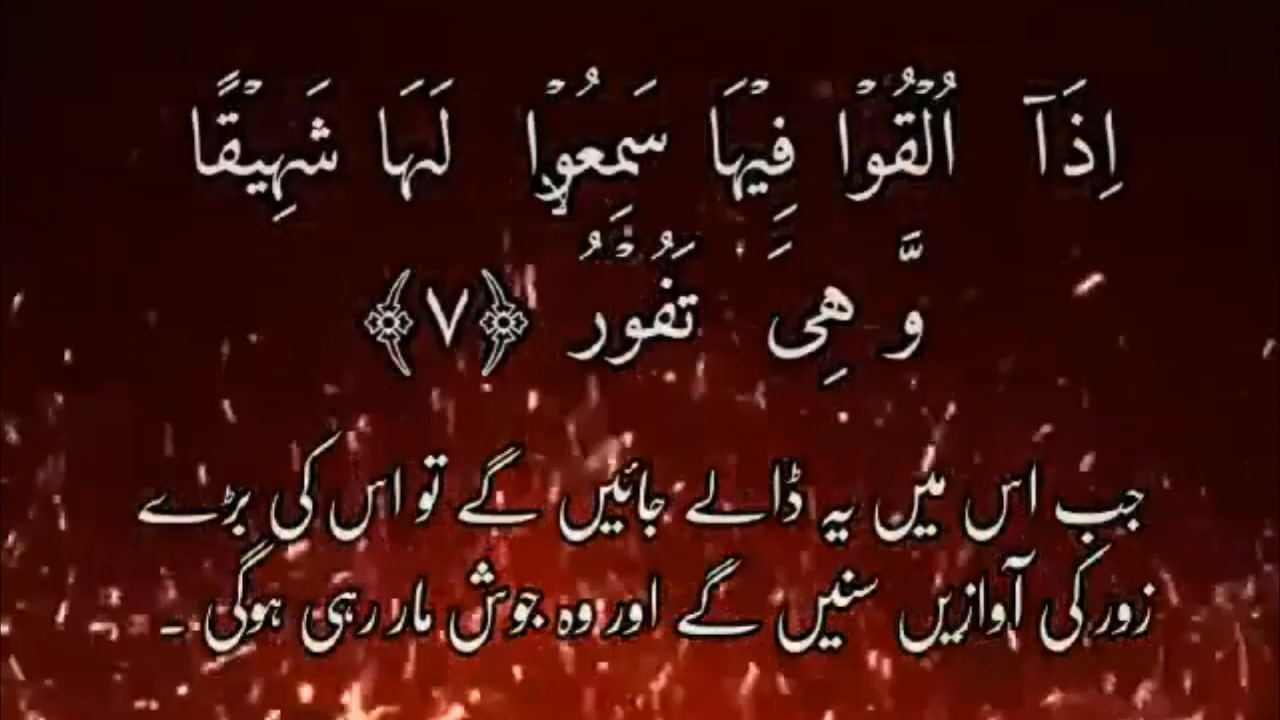 اِذَاۤ اُلْقُوْا فِیْهَا سَمِعُوْا لَهَا شَهِیْقًا
وَّ هِیَ تَفُوْرُۙ ﴿۷﴾
جب اس میں یہ ڈالے جائیں گے تو اس کی بڑے
زور کی آوازیں سنیں گے اور وہ جوش مار رہی ہوگی ۔